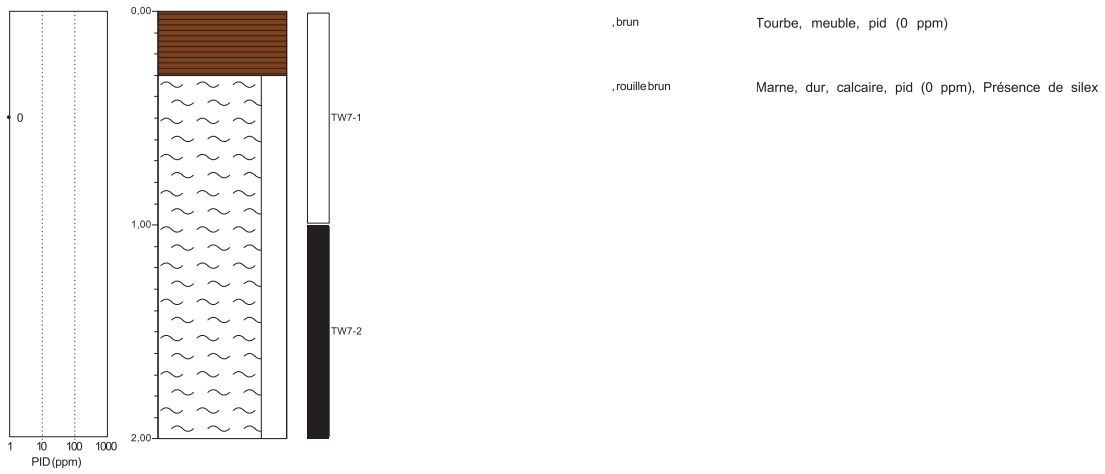 0,00
, brun Tourbe, meuble, pid (0 ppm)
, rouille brun Marne, dur, calcaire, pid (0 ppm), Présence de silex
0
TW7-1
1,00
TW7-2
2,00
1 10 100 1000
PID (ppm)